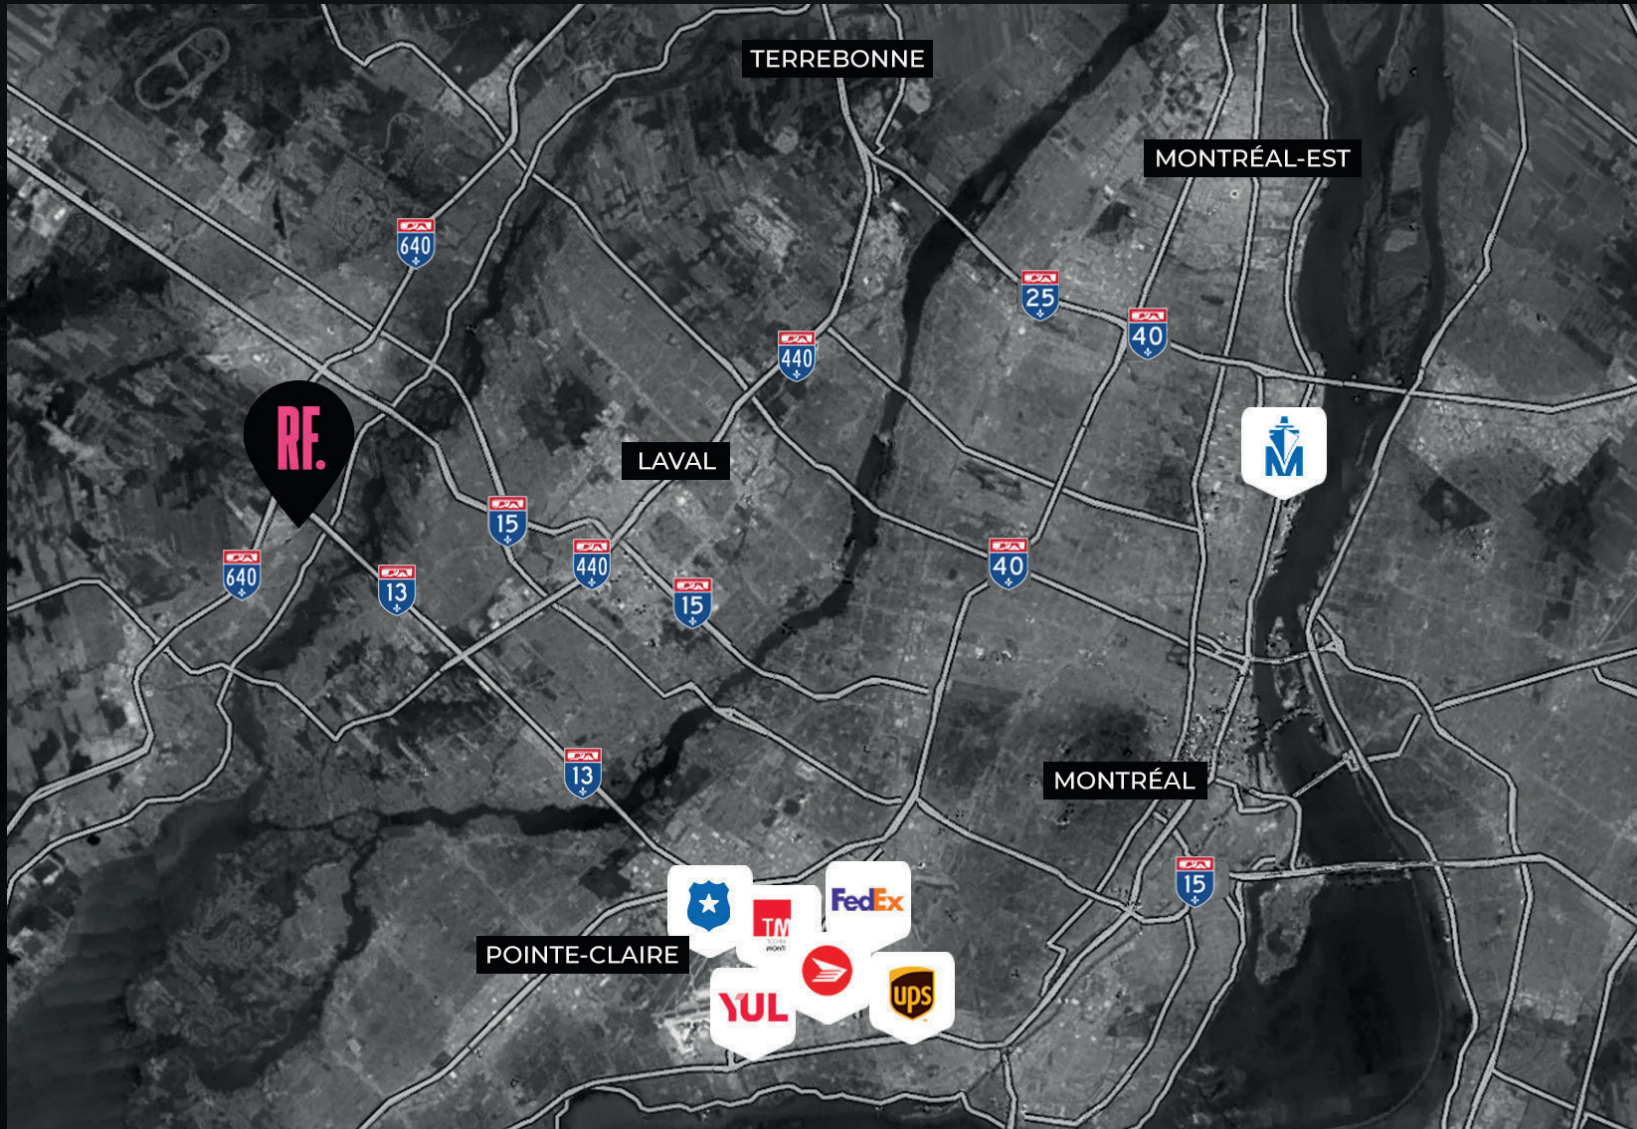 TERREBONNE
MONTRÉAL-EST
640
25
40
440
RF.
M
LAVAL
15
40
440
640
13
15
13
MONTRÉAL
15
FedEx
TM
POINTE-CLAIRE
YUL
ups